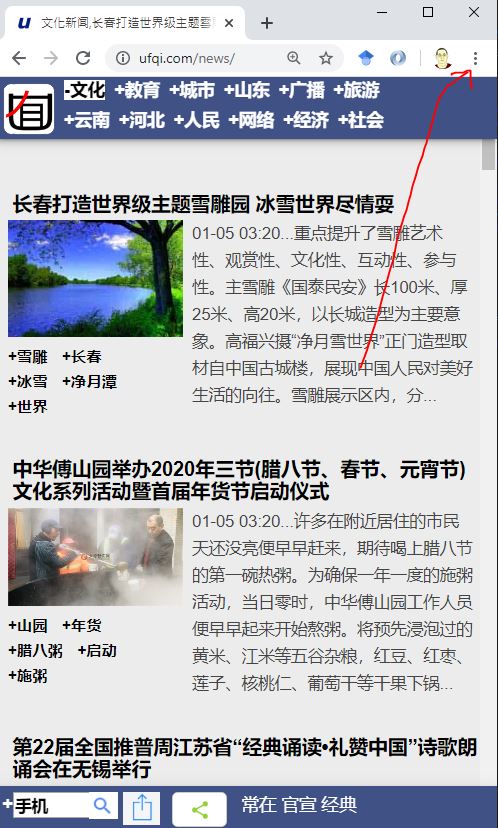 文化新闻,长春打造世界级主题雪雕
ufqi.com/news/
-文化 +教育 +城市 +山东 +广播 +旅游
+云南 +河北 +人民 +网络 +经济 +社会
长春打造世界级主题雪雕园 冰雪世界尽情耍
01-05 03:20...重点提升了雪雕艺术
性、观赏性、文化性、互动性、参与
性。主雪雕《国泰民安》长100米、厚
25米、高20米，以长城造型为主要意
象。高福兴摄“净月雪世界”正门造型取
材自中国古城楼，展现中国人民对美好
生活的向往。雪雕展示区内，分...
+雪雕 +长春
+冰雪 +净月潭
+世界
中华傅山园举办2020年三节(腊八节、春节、元宵节)
文化系列活动暨首届年货节启动仪式
01-05 03:20...许多在附近居住的市民
天还没亮便早早赶来，期待喝上腊八节
的第一碗热粥。为确保一年一度的施粥
活动，当日零时，中华傅山园工作人员
便早早起来开始熬粥。将预先浸泡过的
黄米、江米等五谷杂粮，红豆、红枣、
莲子、核桃仁、葡萄干等干果下锅...
+山园 +年货
+腊八粥 +启动
+施粥
第22届全国推普周江苏省“经典诵读•礼赞中国”诗歌朗
诵会在无锡举行
+手机 常在 官宣 经典